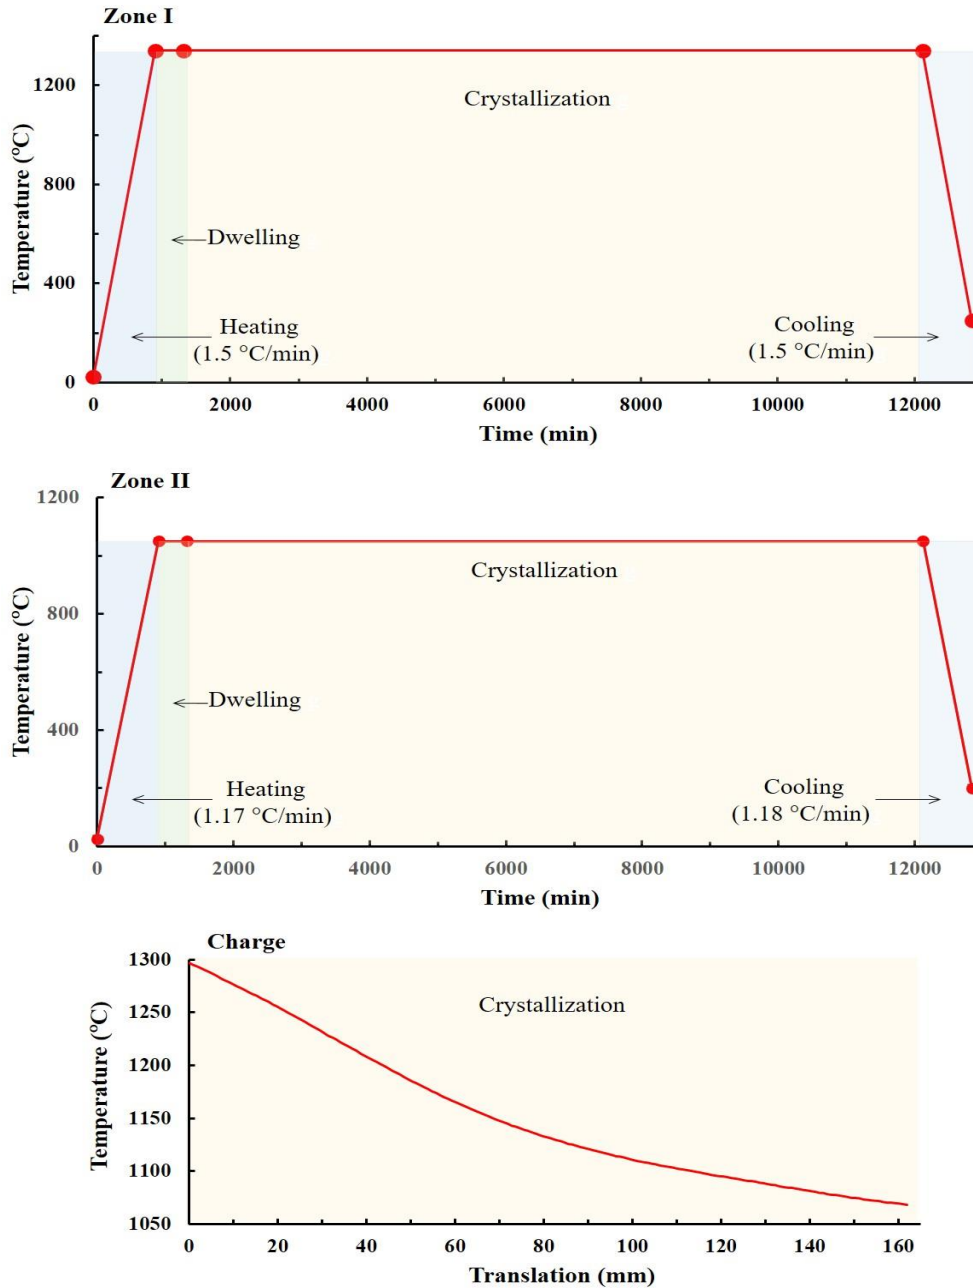 Zone I
1200
800
400
0
Temperature (°C)
Crystallization
Dwelling
Heating
(1.5 °C/min)
Cooling
(1.5 °C/min)
0 2000 4000 6000 8000 10000 12000
Time (min)
Zone II
1200
800
400
0
Temperature (°C)
Crystallization
Dwelling
Heating
(1.17 °C/min)
Cooling
(1.18 °C/min)
0 2000 4000 6000 8000 10000 12000
Time (min)
Charge
1300
1250
1200
1150
1100
1050
Temperature (°C)
Crystallization
0 20 40 60 80 100 120 140 160
Translation (mm)